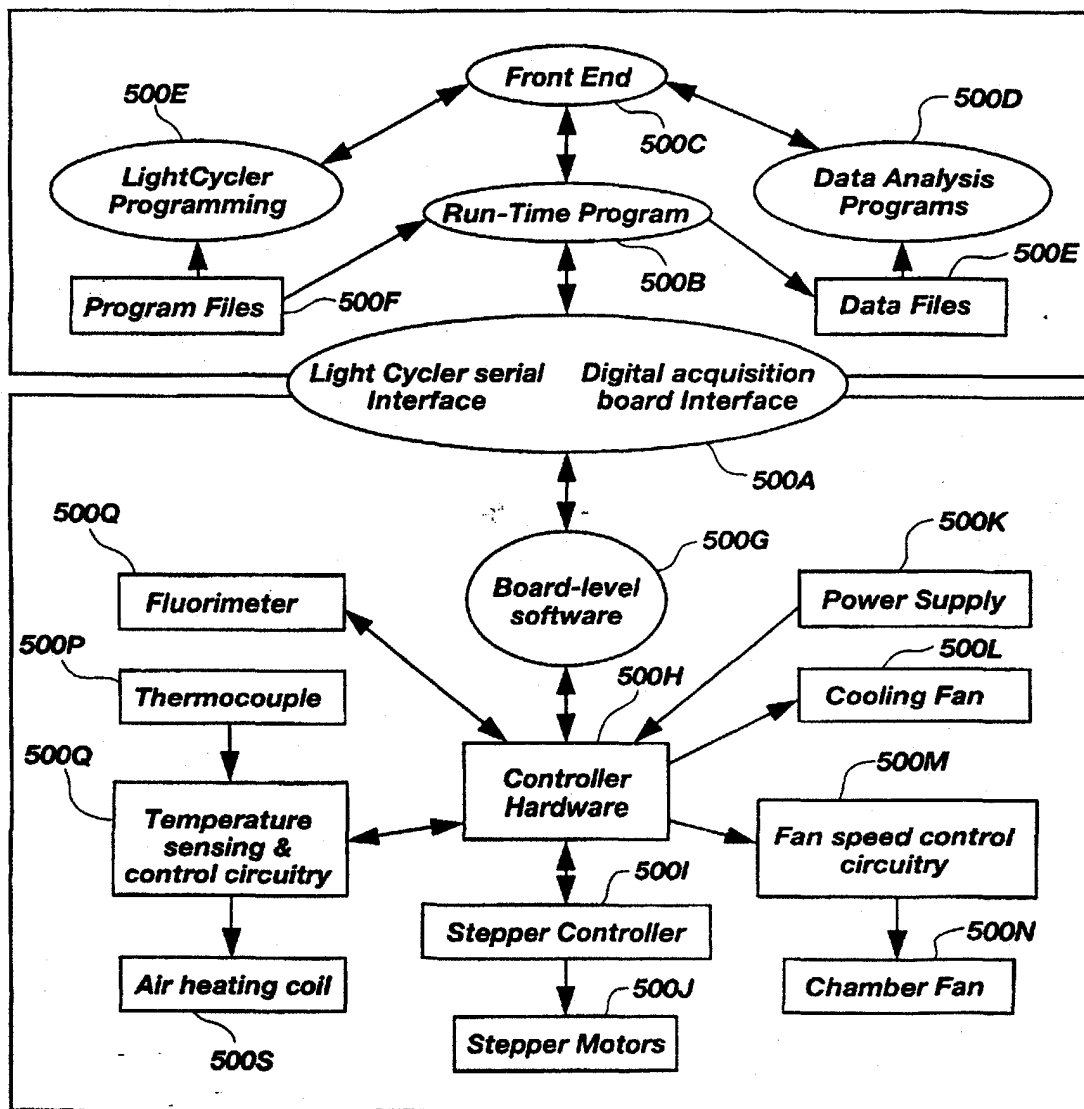 Front End
500E
500D
500C
LightCycler
Programming
Data Analysis
Programs
Run-Time Program
500B
500E
Program Files
500F
Data Files
Light Cycler serial
Interface
Digital acquisition
board Interface
500A
500Q
500G
500K
Fluorimeter
Board-level
software
Power Supply
500P
500L
Thermocouple
500H
Cooling Fan
500Q
Controller
Hardware
500M
Temperature
sensing &
control circuitry
Fan speed control
circuitry
500I
Stepper Controller
500N
Air heating coil
Chamber Fan
500J
500S
Stepper Motors